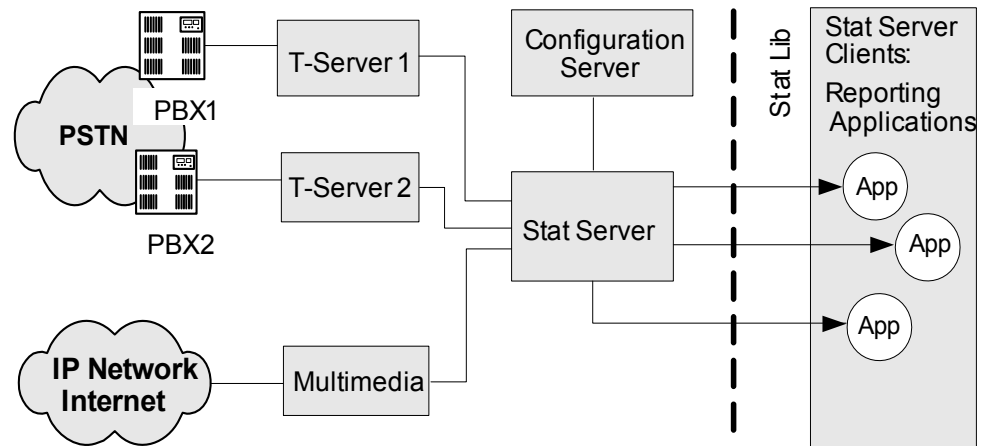 PSTN
PBX1
PBX2
T-Server 1
T-Server 2
IP Network
Internet
Multimedia
Configuration
Server
Stat Server
Stat Lib
Stat Server
Clients:
Reporting
Applications
App
App
App